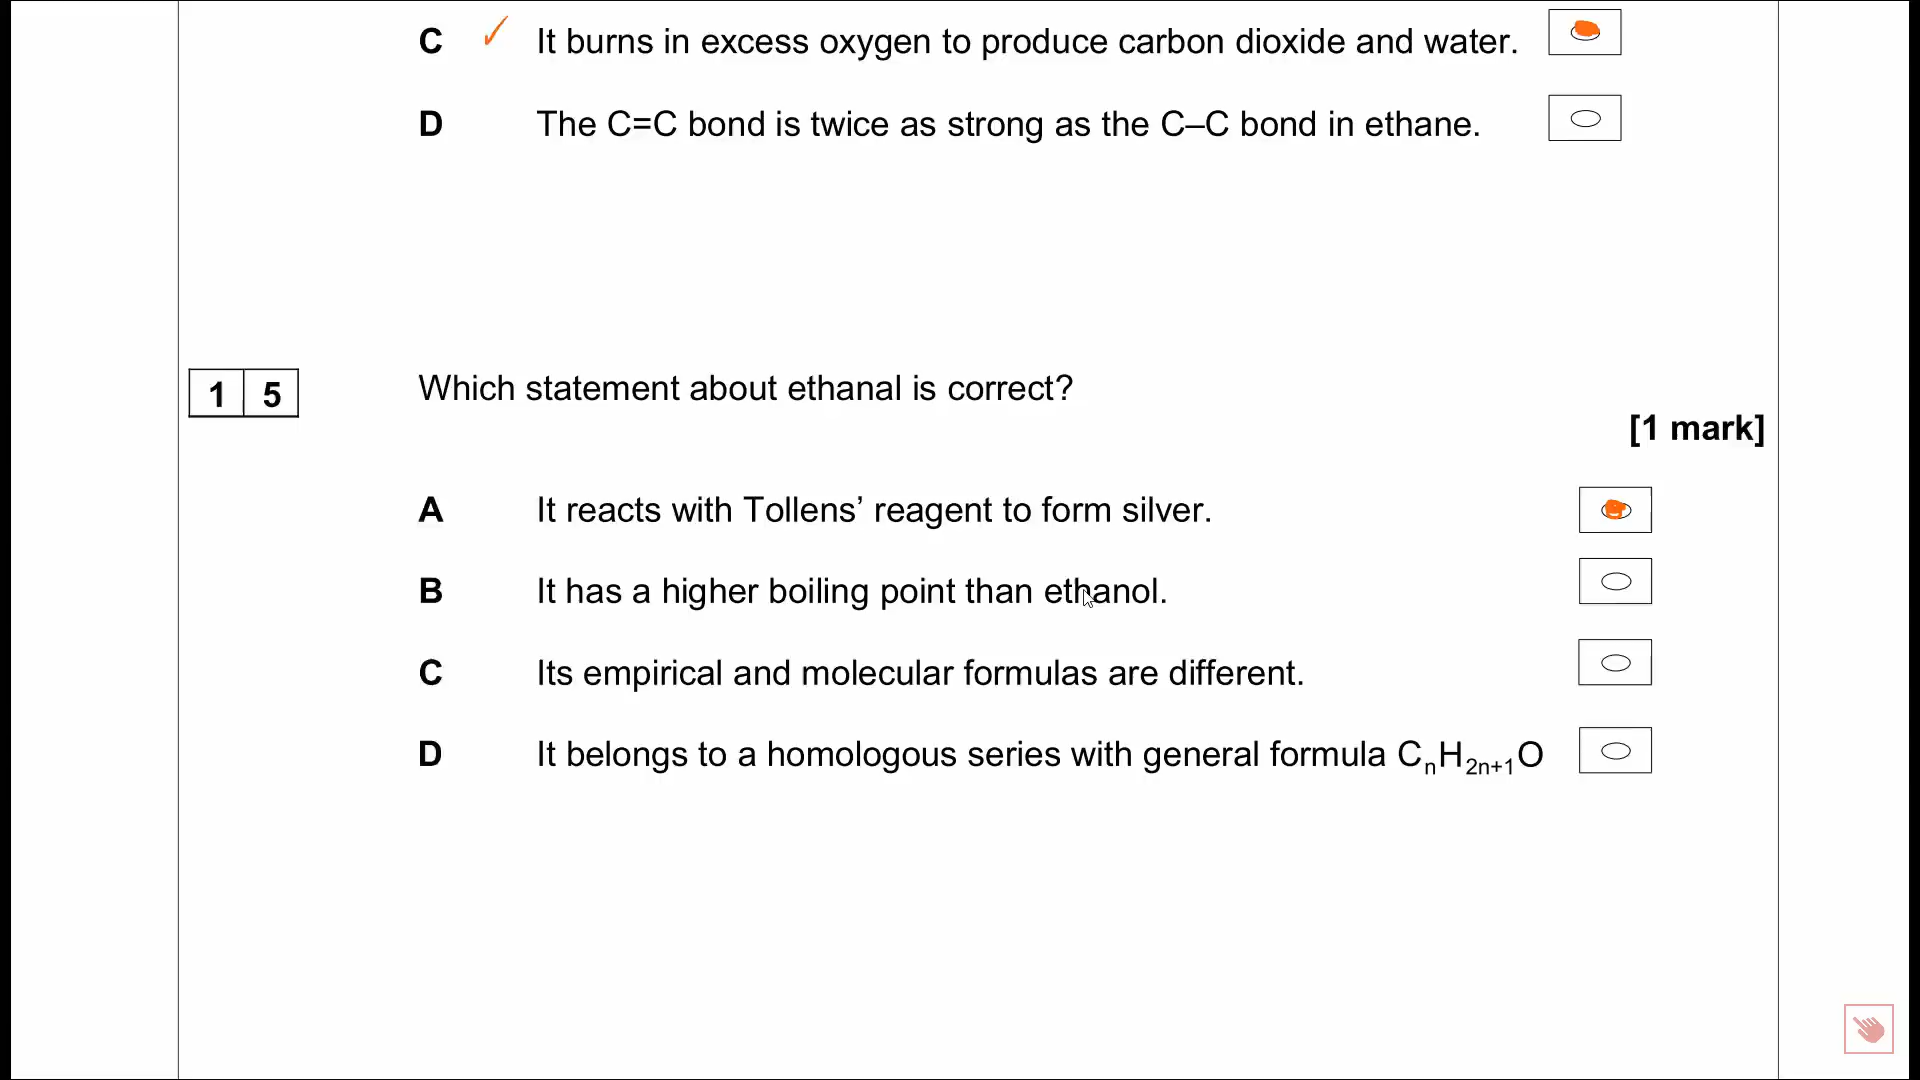 C It burns in excess oxygen to produce carbon dioxide and water.
D The C=C bond is twice as strong as the C–C bond in ethane.
1 5 Which statement about ethanal is correct?
[1 mark]
A It reacts with Tollens’ reagent to form silver.
B It has a higher boiling point than ethanol.
C Its empirical and molecular formulas are different.
D It belongs to a homologous series with general formula CₙH₂ₙ₊₁O